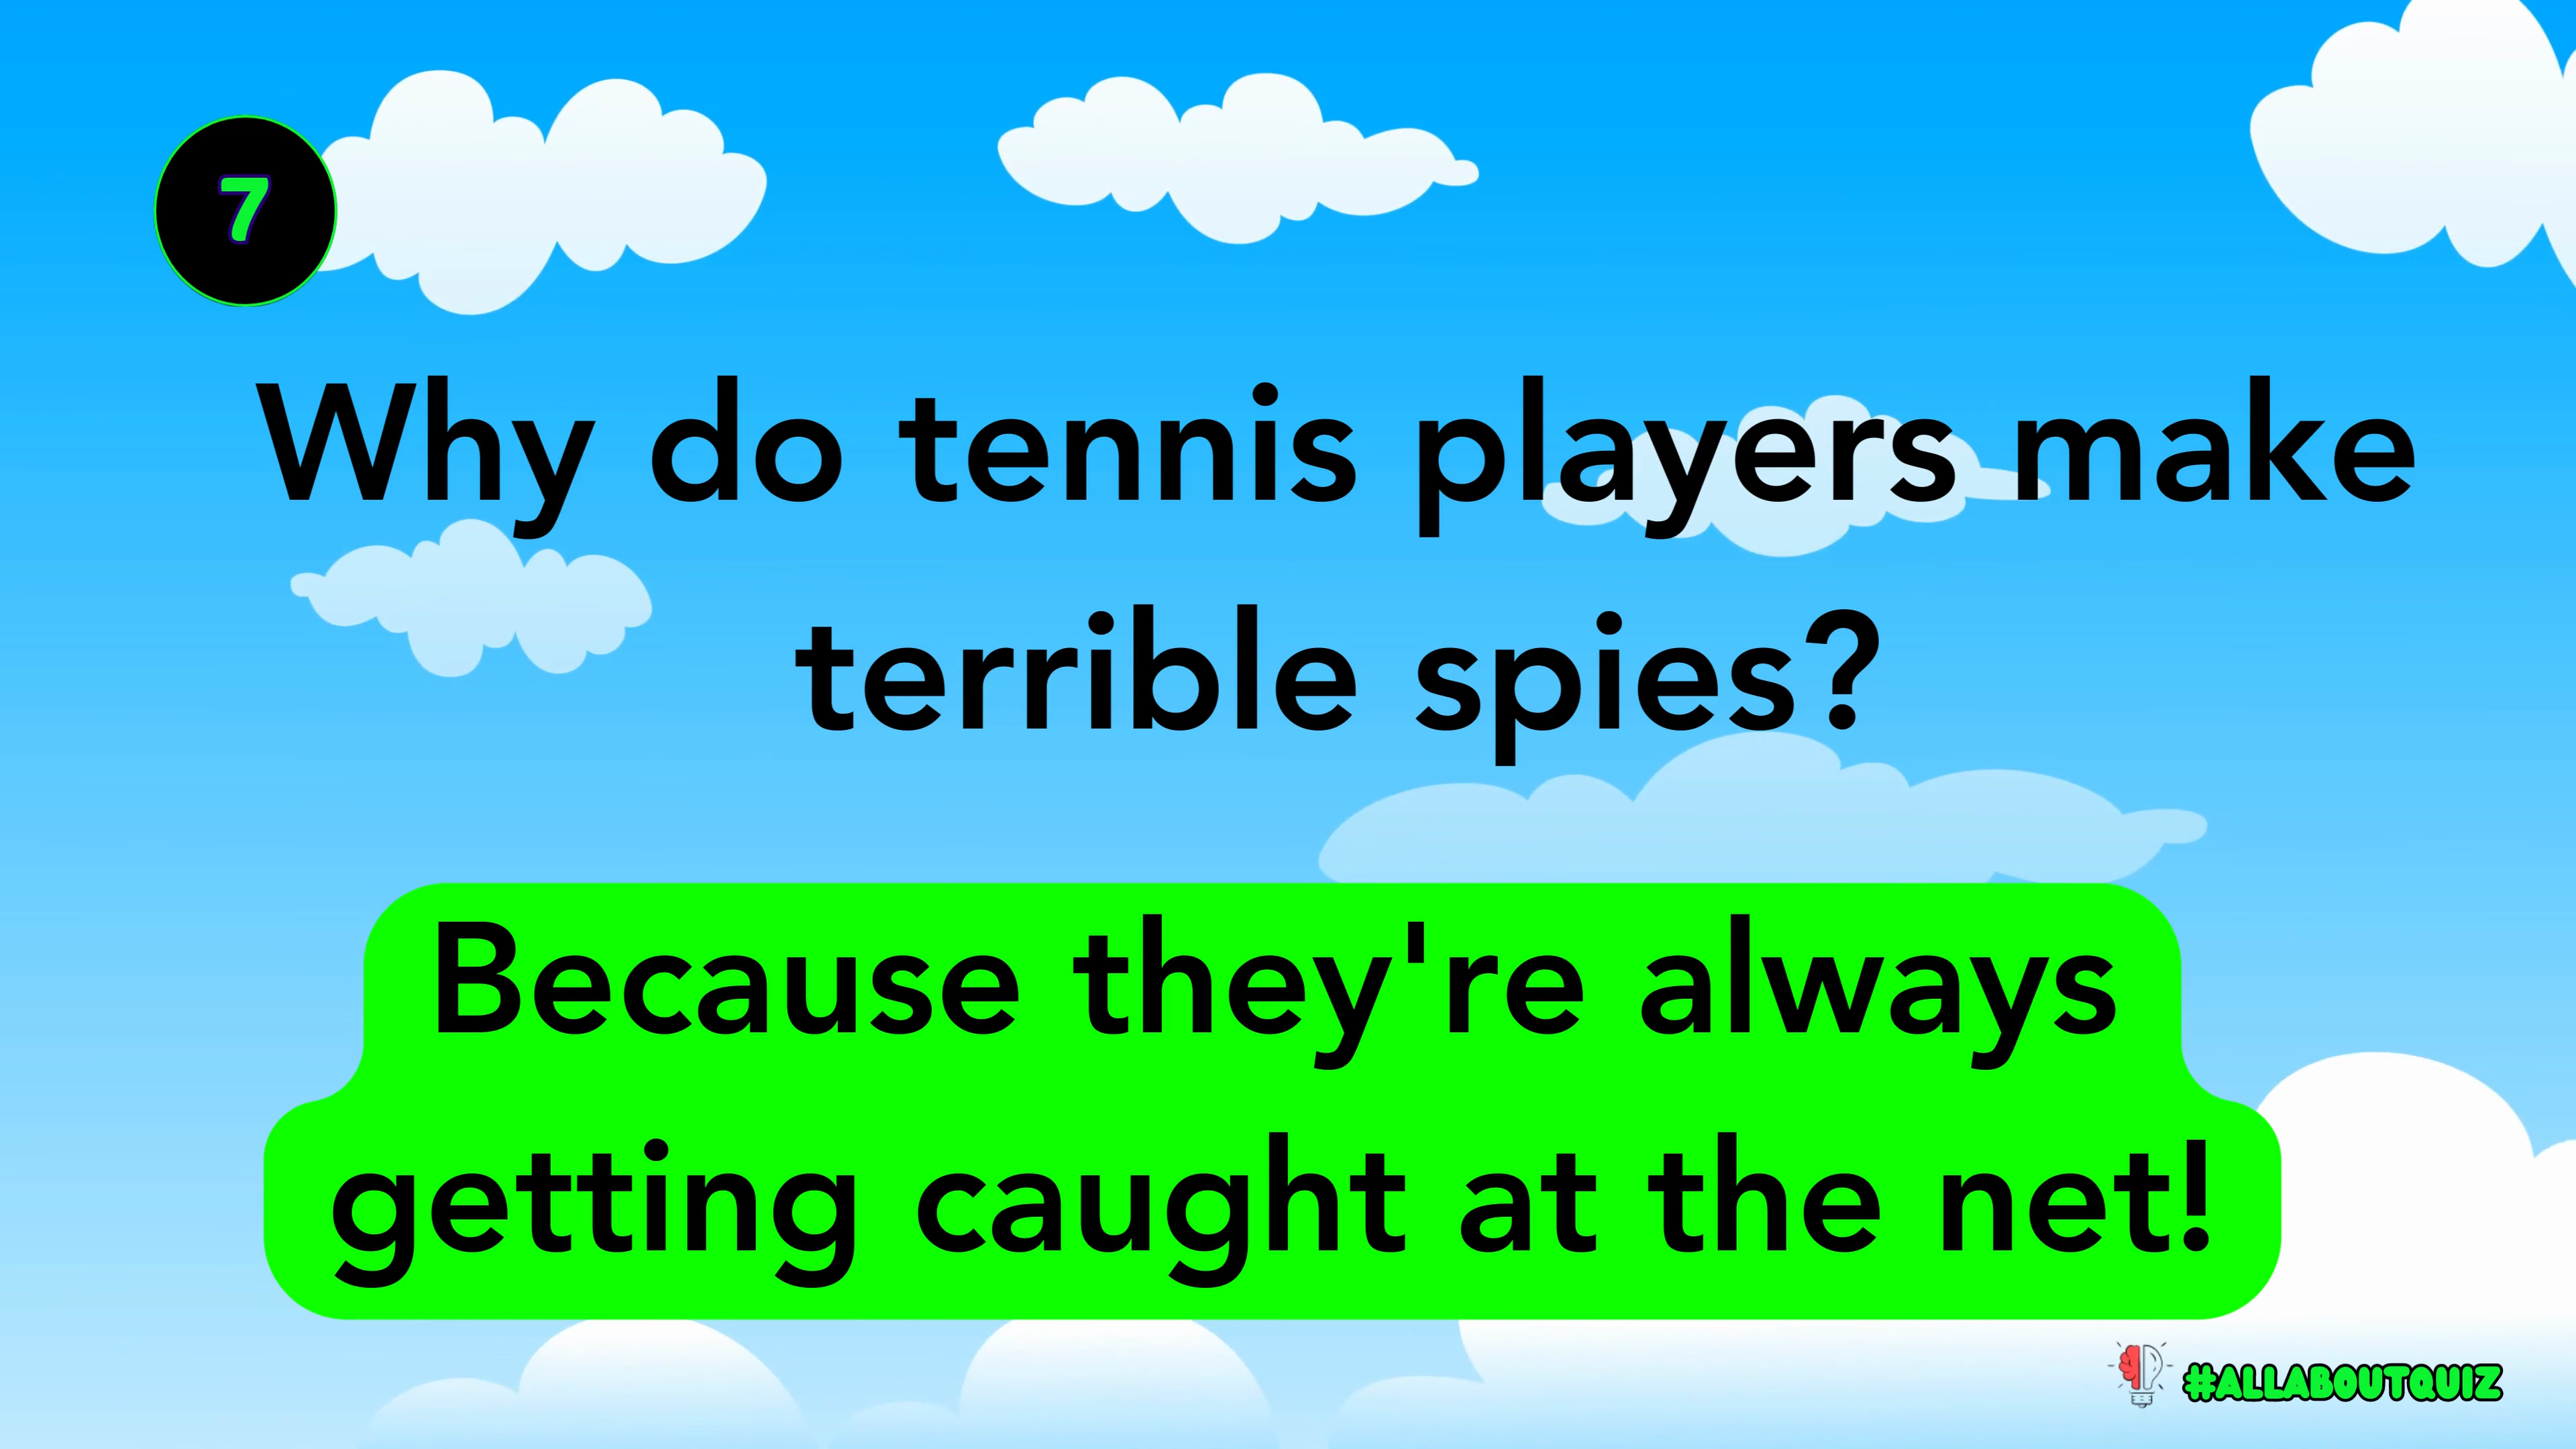 7
Why do tennis players make
terrible spies?
Because they're always
getting caught at the net!
#ALLABOUTQUIZ